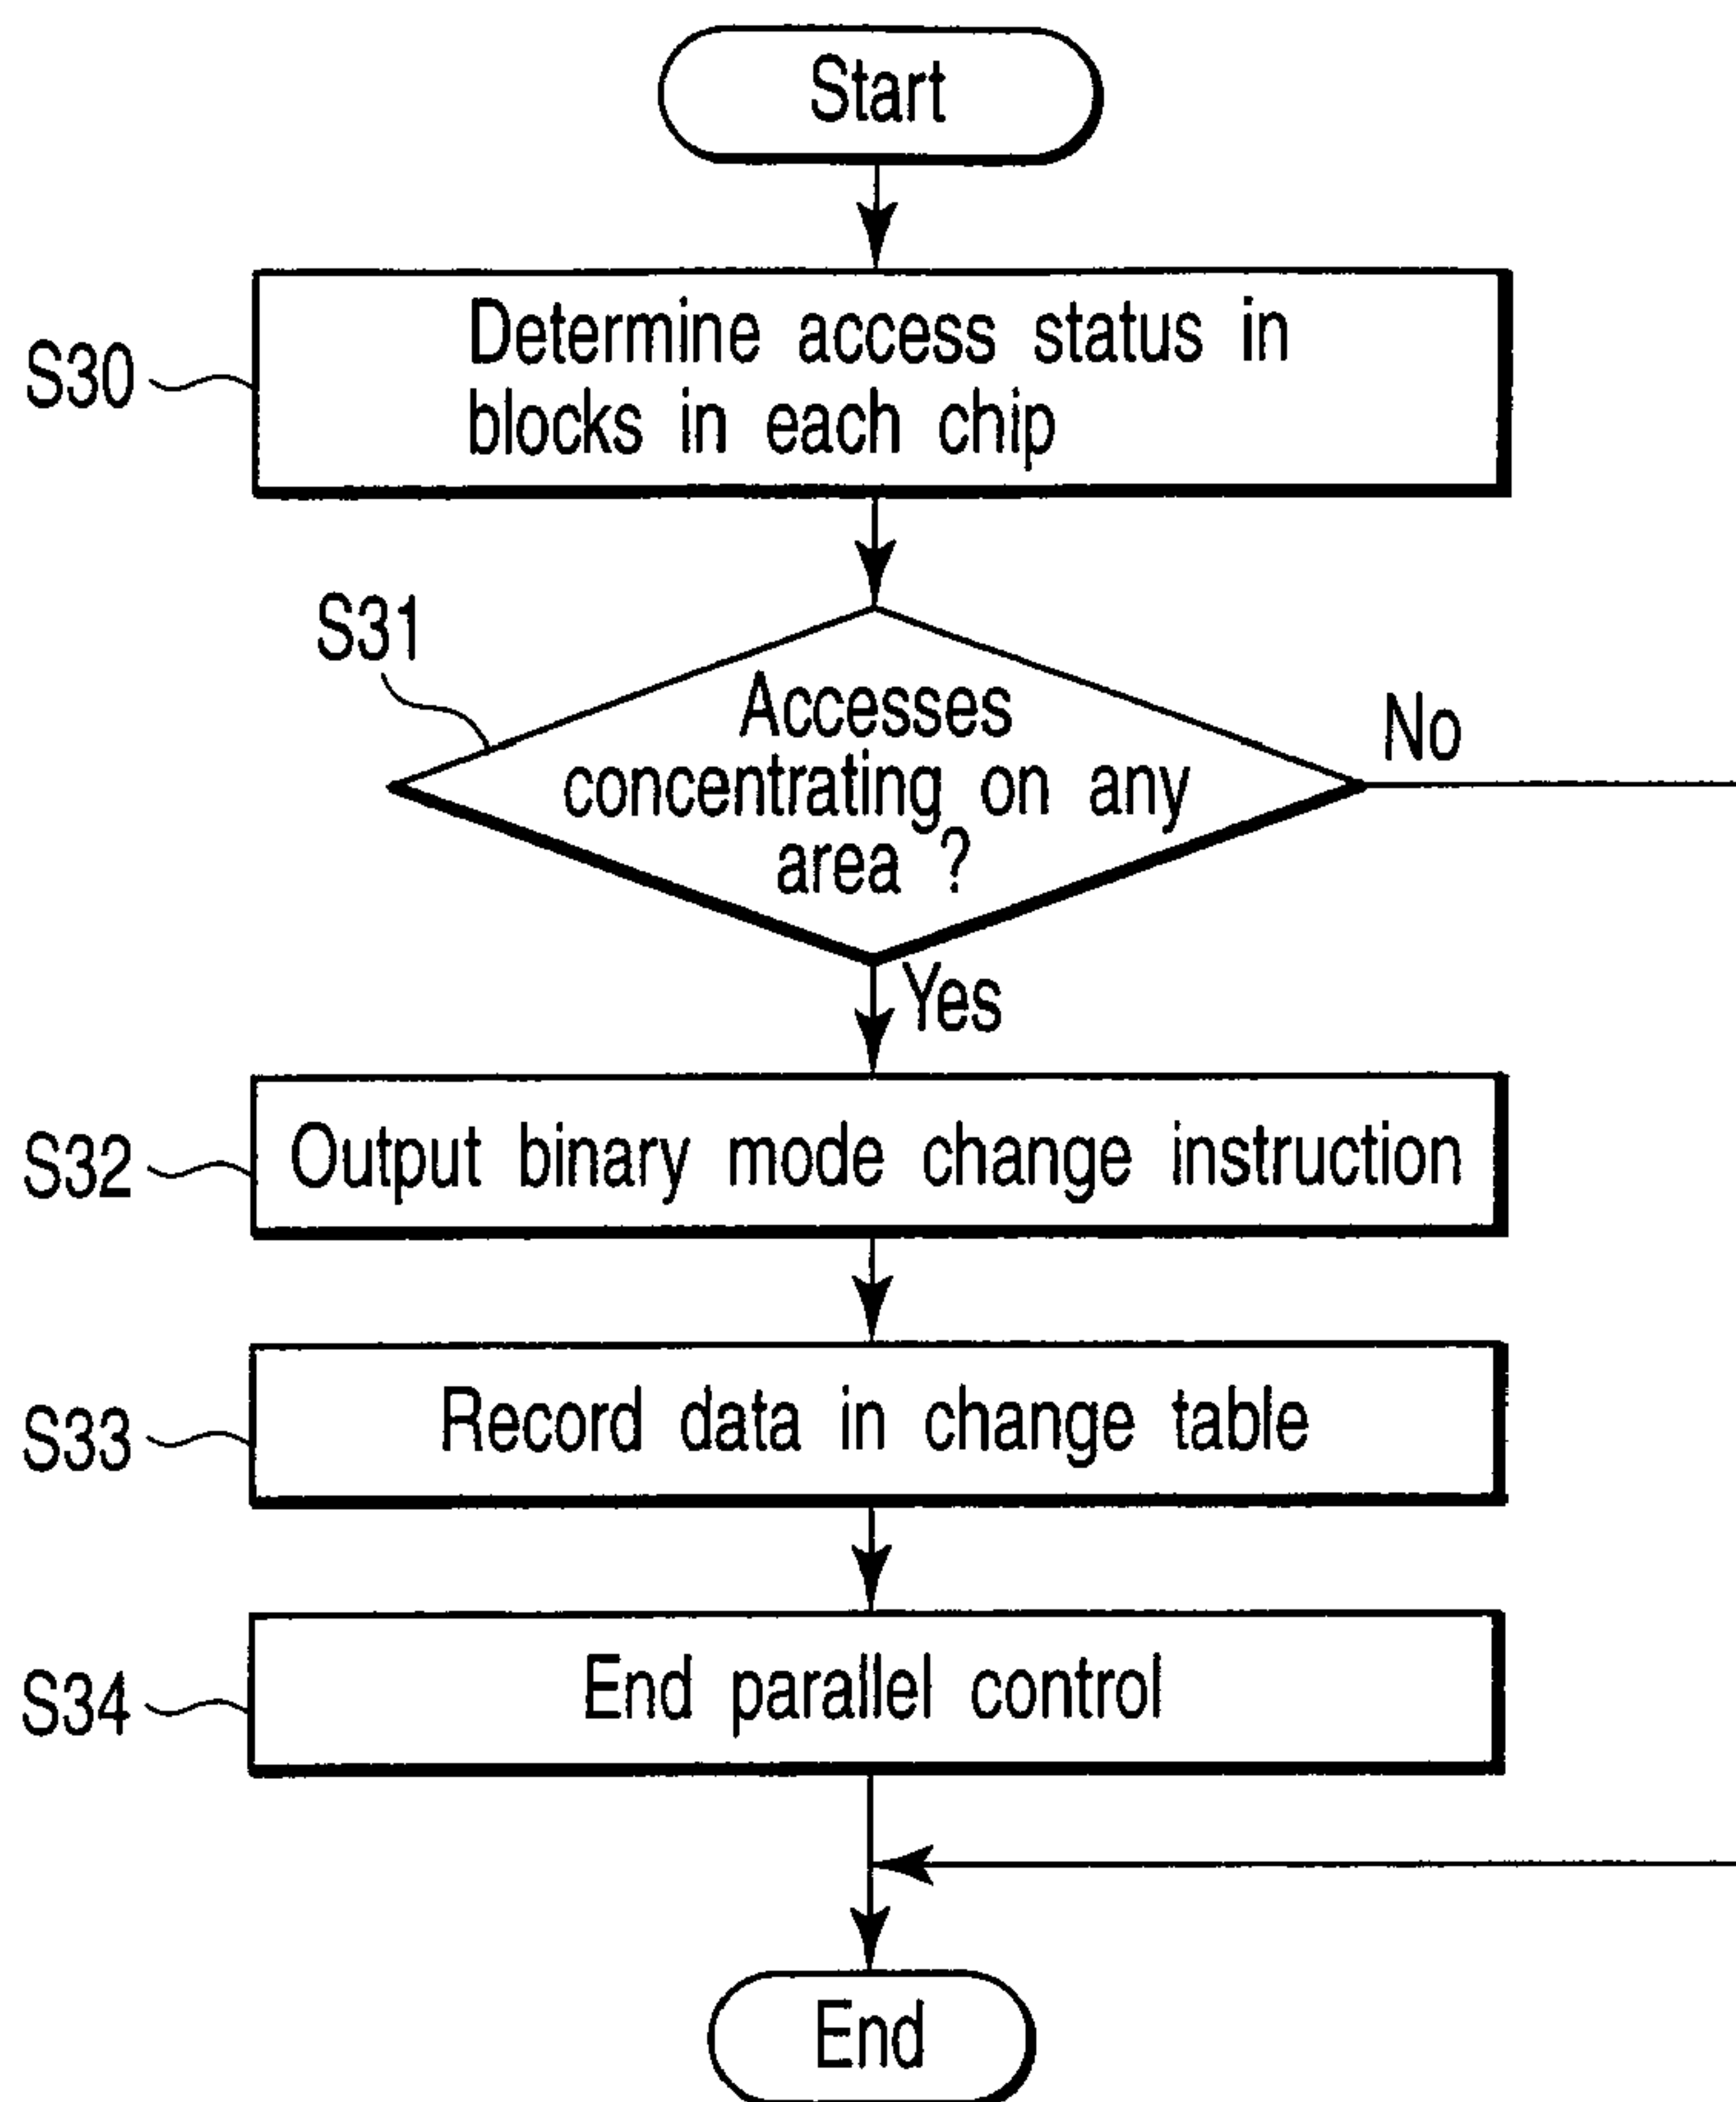 Start
S30
Determine access status in
blocks in each chip
S31
Accesses
concentrating on any
area ?
No
Yes
S32
Output binary mode change instruction
S33
Record data in change table
S34
End parallel control
End